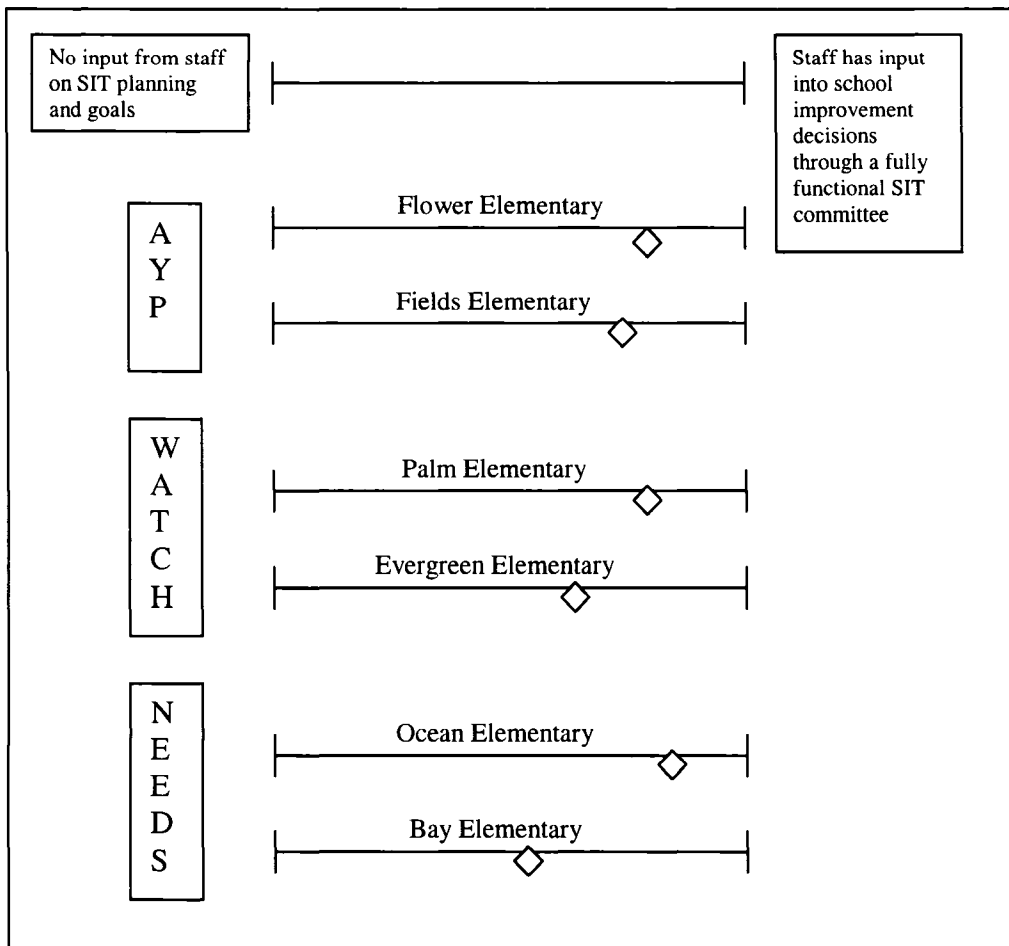 No input from staff
on SIT planning
and goals
Staff has input
into school
improvement
decisions
through a fully
functional SIT
committee
A
Y
P
Flower Elementary
Fields Elementary
W
A
T
C
H
Palm Elementary
Evergreen Elementary
N
E
E
D
S
Ocean Elementary
Bay Elementary